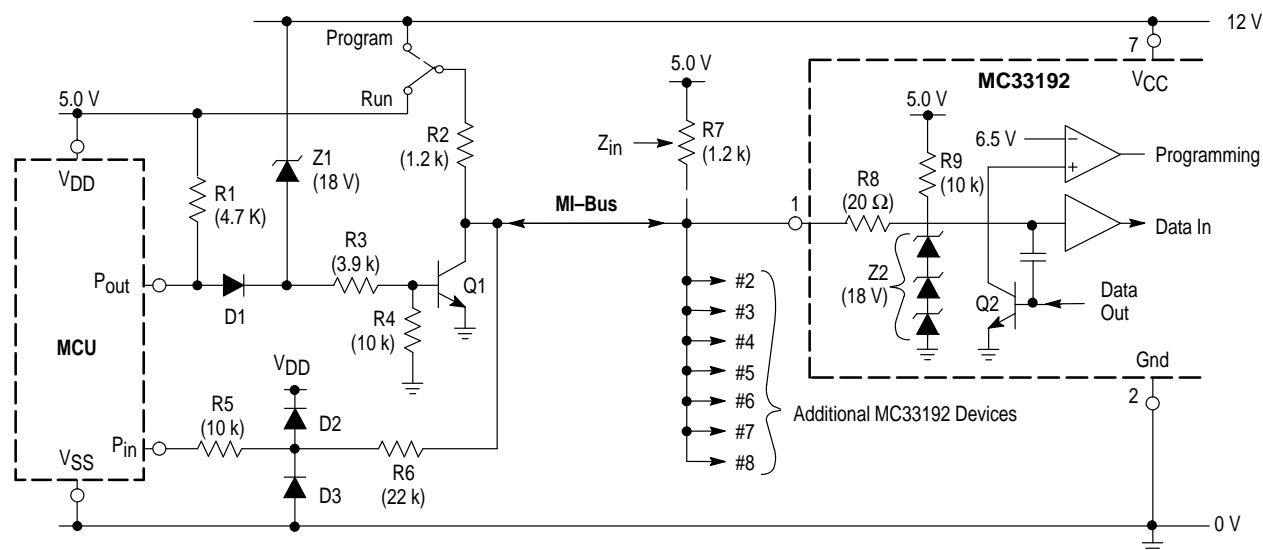 12 V
Program
Run
5.0 V
VDD
MCU
Pout
R1
(4.7 K)
D1
Z1
(18 V)
R2
(1.2 k)
R3
(3.9 k)
R4
(10 k)
Q1
VDD
D2
D3
R5
(10 k)
Pin
VSS
R6
(22 k)
MI–Bus
5.0 V
Zin
R7
(1.2 k)
1
#2
#3
#4
#5
#6
#7
#8
Additional MC33192 Devices
MC33192
7
VCC
5.0 V
R8
(20 Ω)
R9
(10 k)
6.5 V
−
+
Programming
Data In
Z2
(18 V)
Q2
Data
Out
Gnd
2
0 V